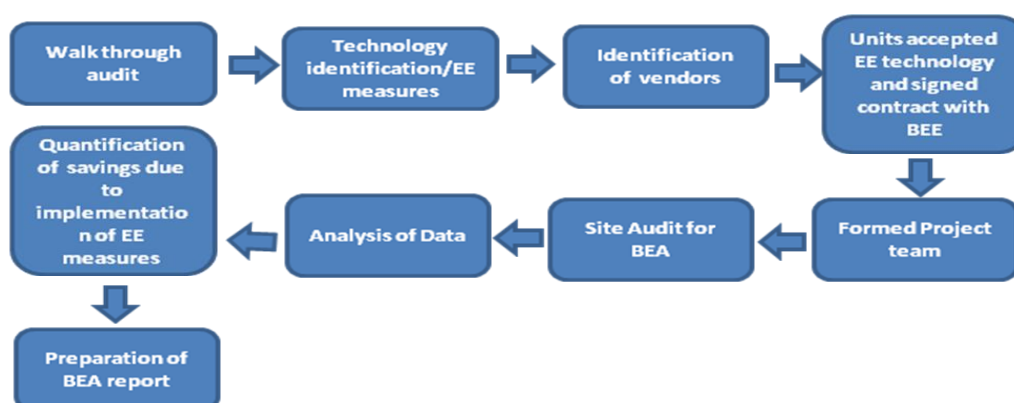 Walk through
audit
Technology
identification/EE
measures
Identification
of vendors
Units accepted
EE technology
and signed
contract with
BEE
Formed Project
team
Site Audit for
BEA
Analysis of Data
Quantification
of savings due
to
implementatio
n of EE
measures
Preparation of
BEA report